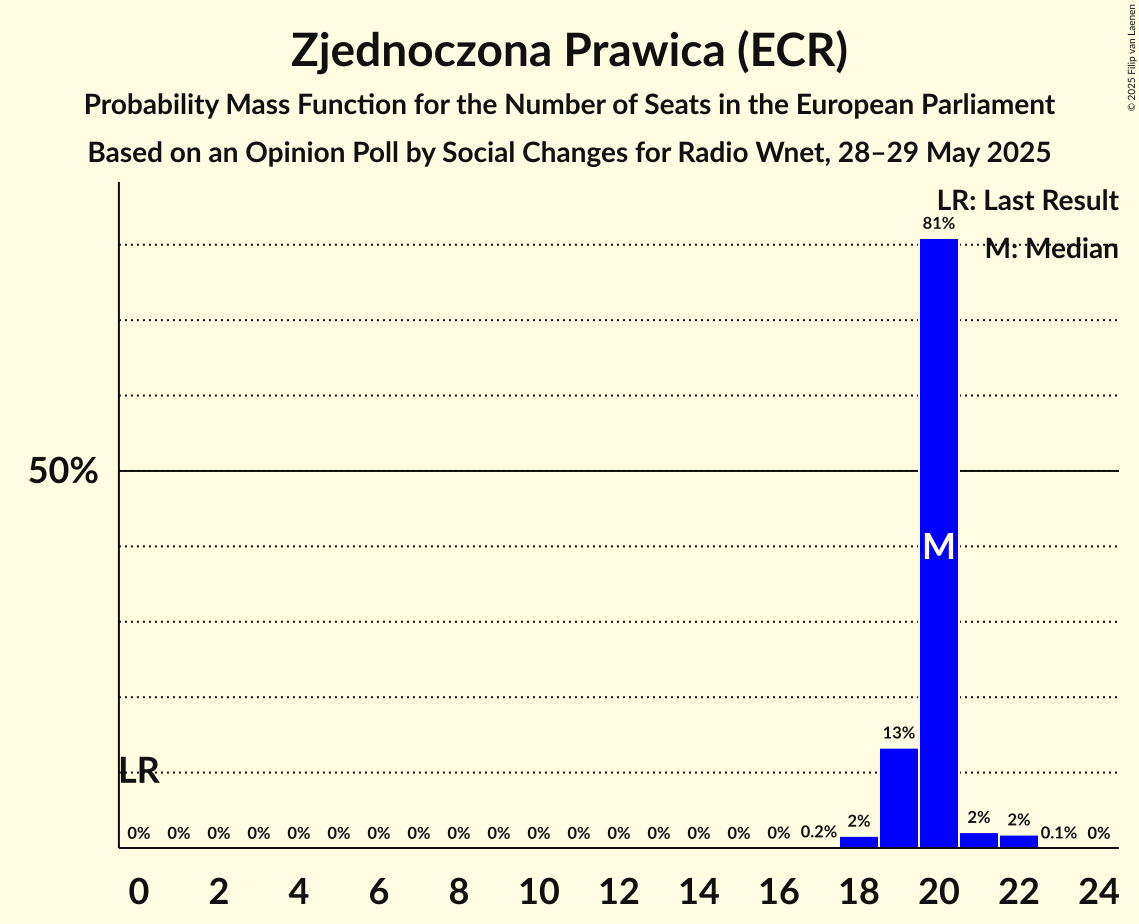 Zjednoczona Prawica (ECR)
Probability Mass Function for the Number of Seats in the European Parliament
Based on an Opinion Poll by Social Changes for Radio Wnet, 28–29 May 2025
© 2025 Filip van Laenen
LR: Last Result
M: Median
81%
50%
M
13%
LR
0% 0% 0% 0% 0% 0% 0% 0% 0% 0% 0% 0% 0% 0% 0% 0% 0% 0.2% 2% 2% 2% 0.1% 0%
0 2 4 6 8 10 12 14 16 18 20 22 24